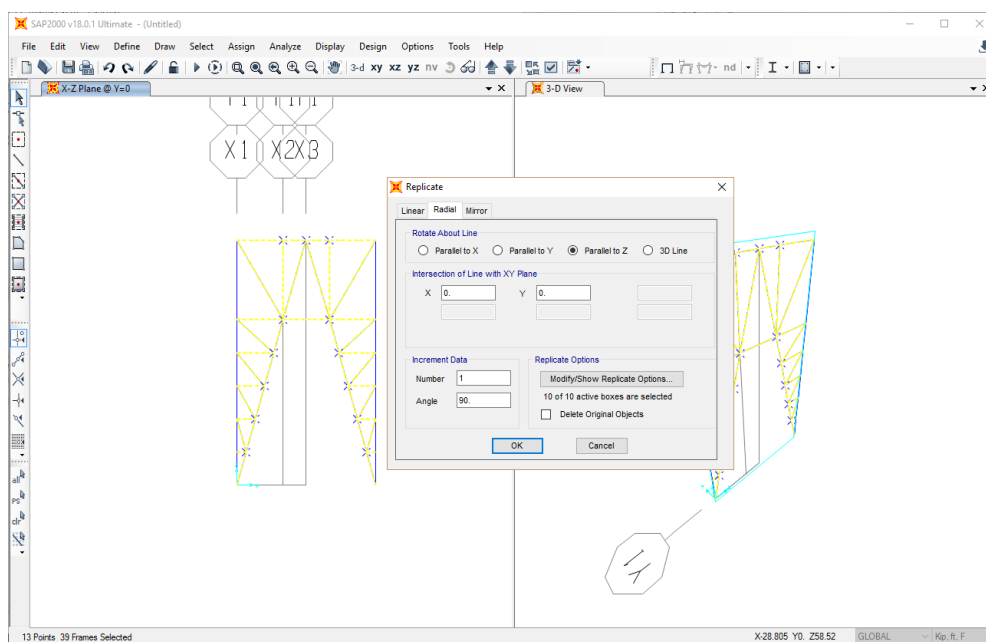 SAP2000 v18.0.1 Ultimate - (Untitled)
File Edit View Define Draw Select Assign Analyze Display Design Options Tools Help
3-d xy xz yz nv nd
X-Z Plane @ Y=0
3-D View
X1 X2 X3
Replicate
Linear Radial Mirror
Rotate About Line
Parallel to X Parallel to Y Parallel to Z 3D Line
Intersection of Line with XY Plane
X 0. Y 0.
Increment Data
Number 1
Angle 90.
Replicate Options
Modify/Show Replicate Options...
10 of 10 active boxes are selected
Delete Original Objects
OK Cancel
all
ps
clr
13 Points 39 Frames Selected
X-28.805 Y0. Z58.52 GLOBAL Kip, ft, F